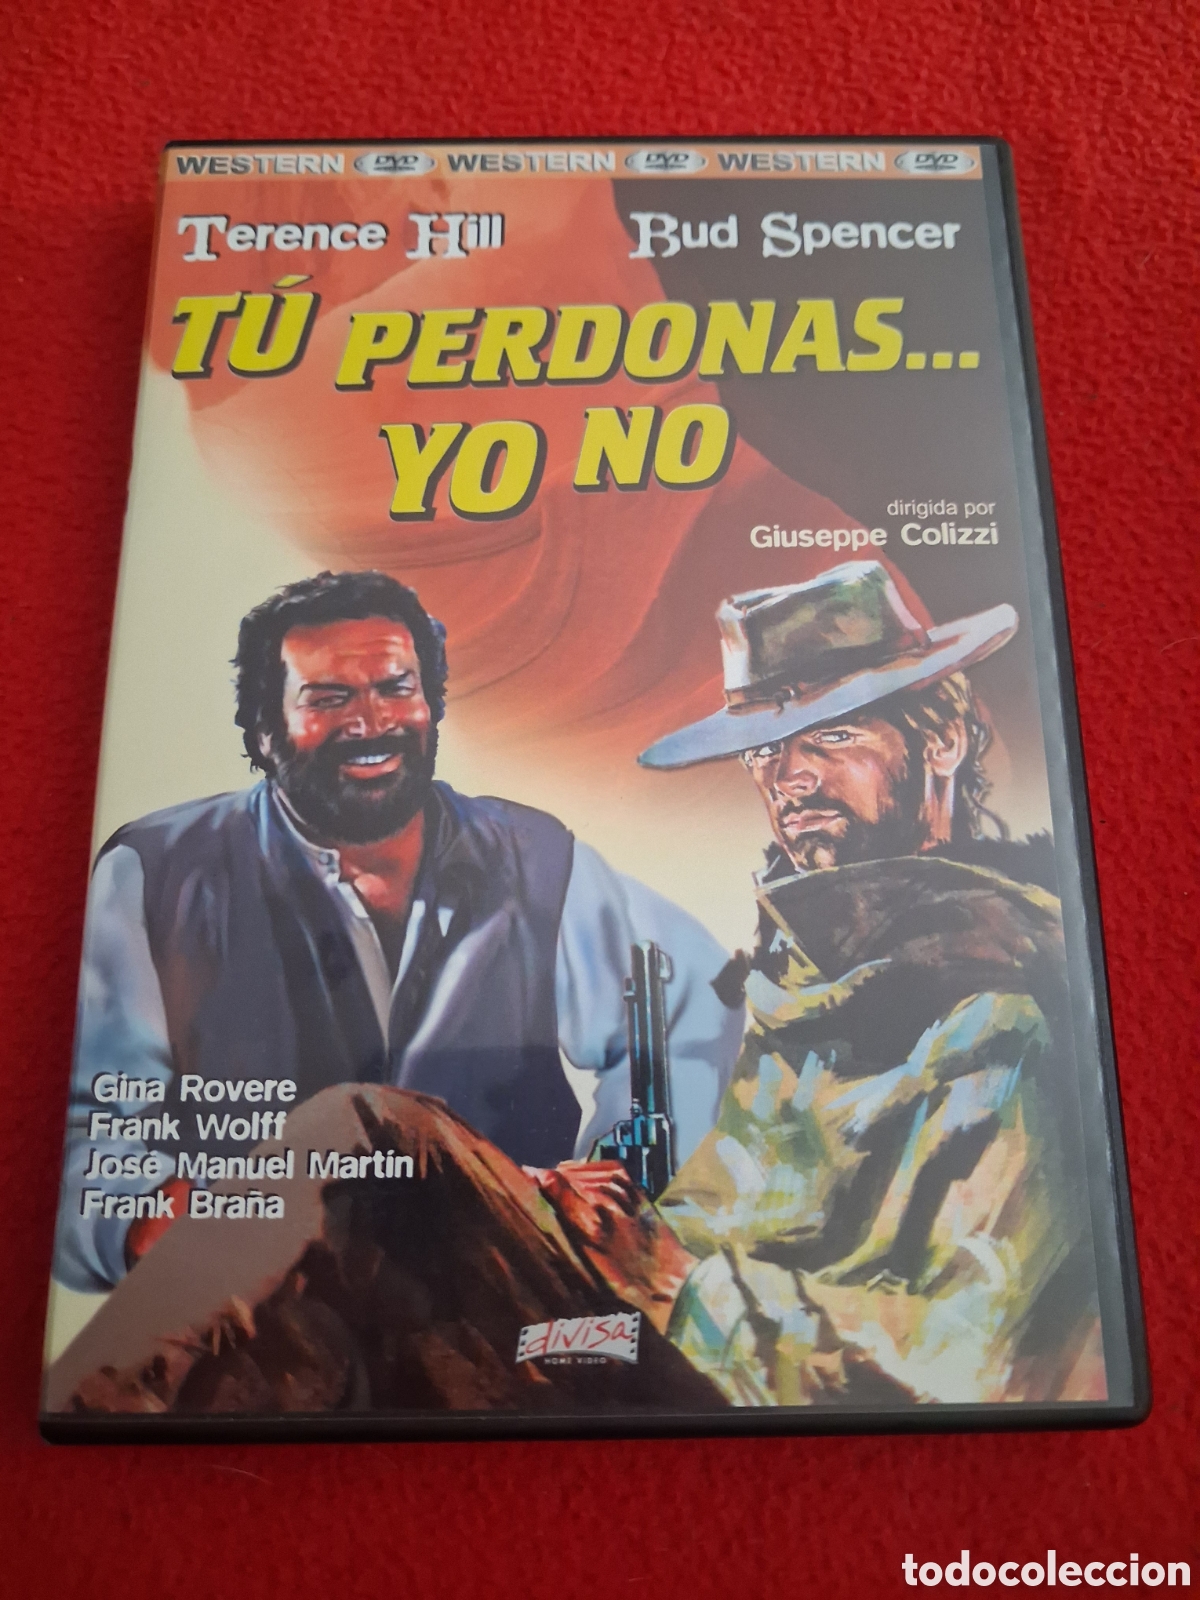 WESTERN DVD WESTERN DVD WESTERN DVD
Terence Hill Bud Spencer
TÚ PERDONAS...
YO NO
dirigida por
Giuseppe Colizzi
Gina Rovere
Frank Wolff
José Manuel Martín
Frank Braña
divisa
HOME VIDEO
todocoleccion